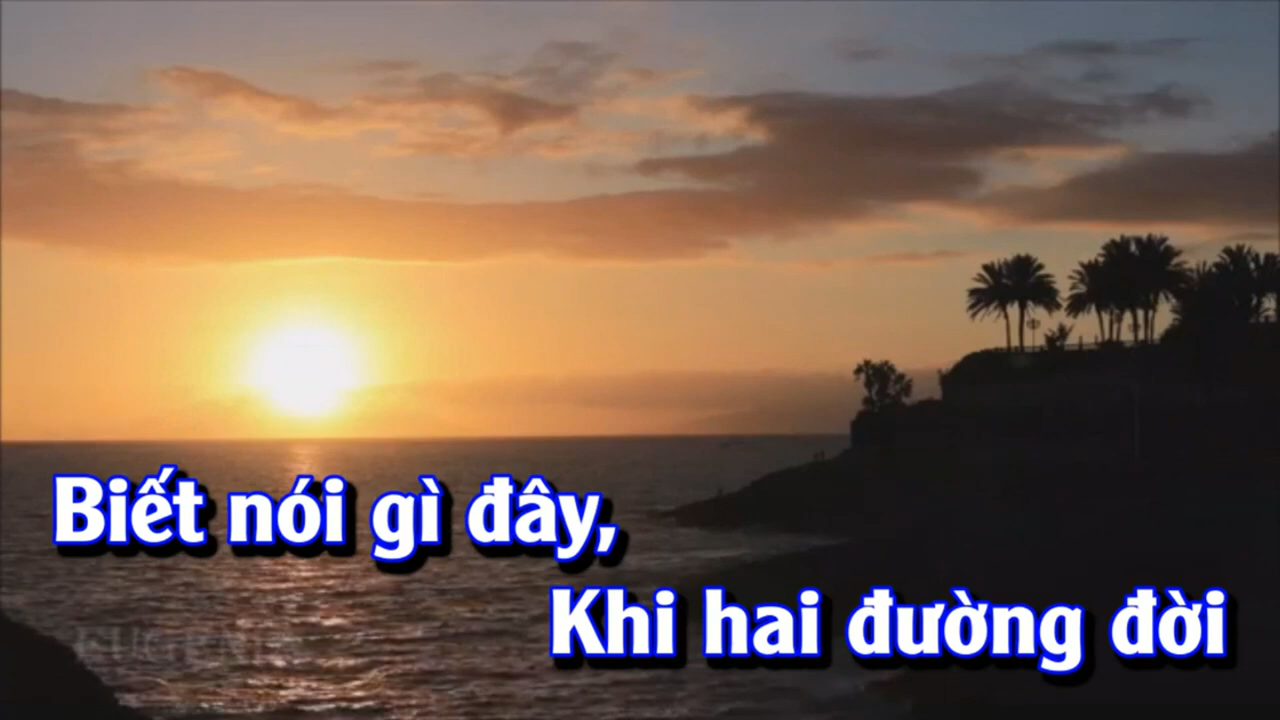 Biết nói gì đây,
Khi hai đường đời